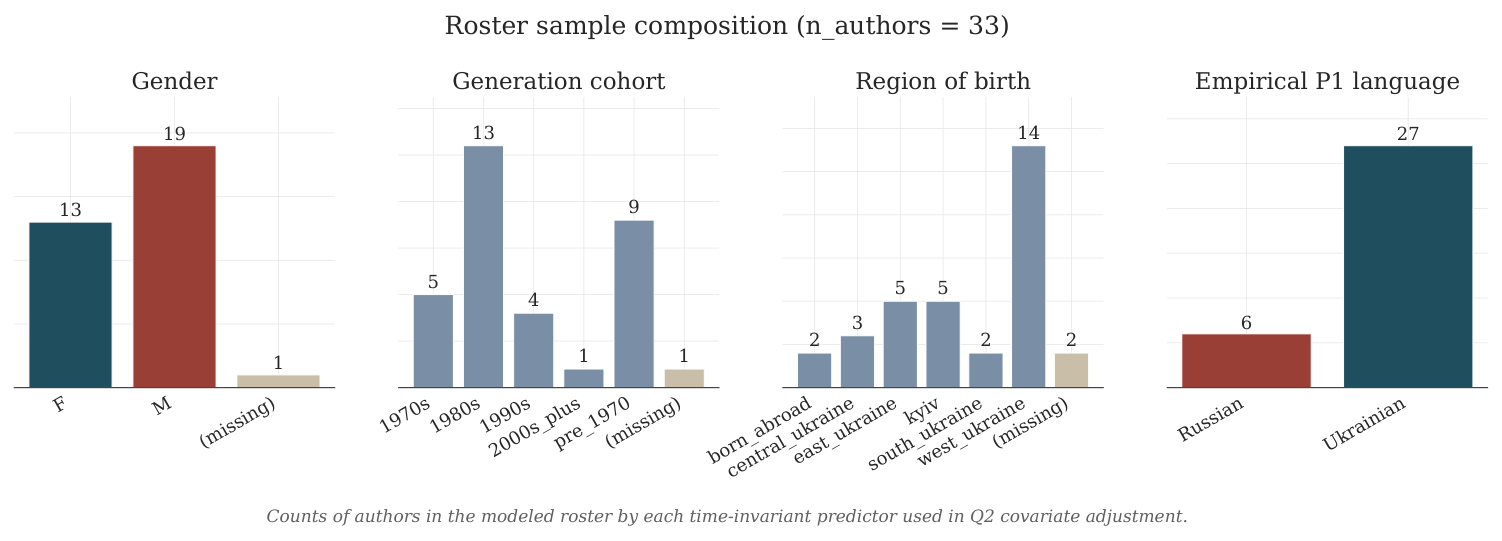 Roster sample composition (n_authors = 33)
Gender
13
19
1
F
M
(missing)
Generation cohort
5
13
4
1
9
1
1970s
1980s
1990s
2000s_plus
pre_1970
(missing)
Region of birth
2
3
5
5
2
14
2
born_abroad
central_ukraine
east_ukraine
kyiv
south_ukraine
west_ukraine
(missing)
Empirical P1 language
6
27
Russian
Ukrainian
Counts of authors in the modeled roster by each time-invariant predictor used in Q2 covariate adjustment.